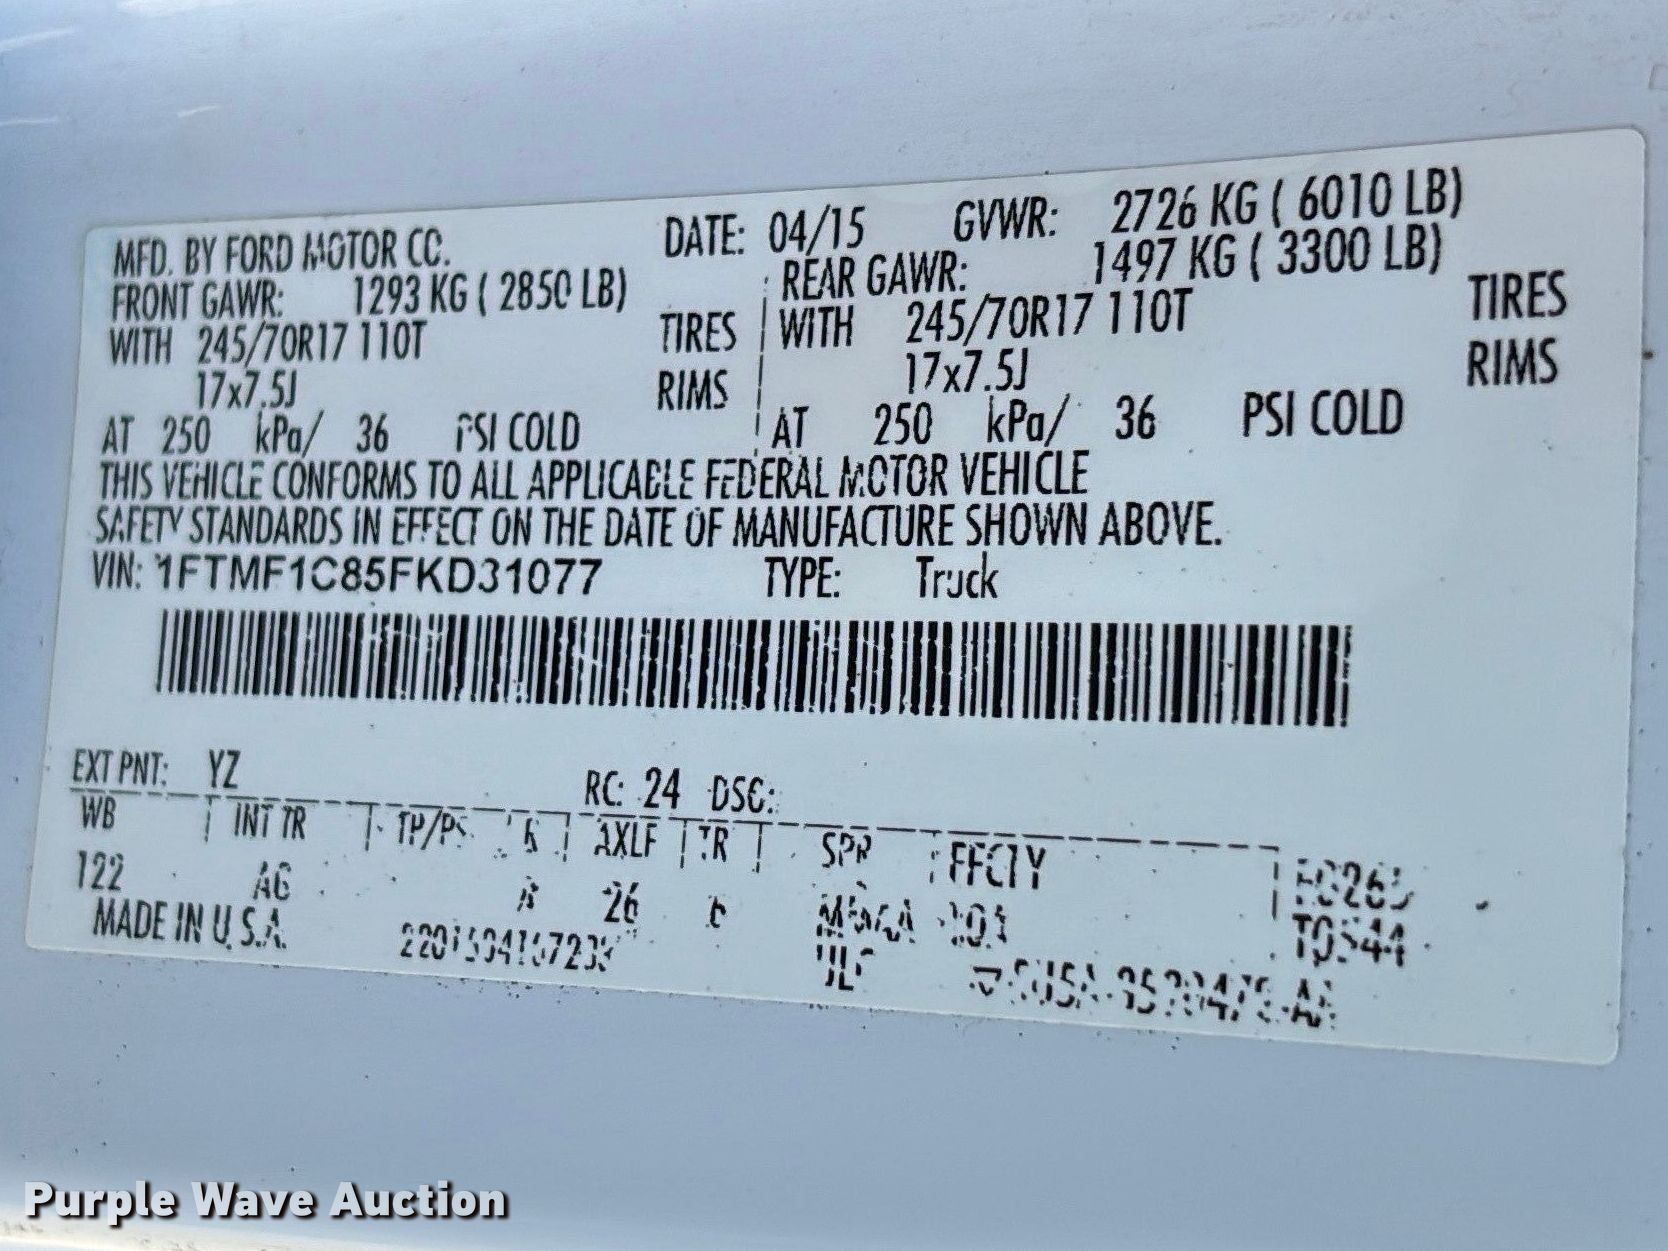 MFD. BY FORD MOTOR CO. DATE: 04/15 GVWR: 2726 KG ( 6010 LB)
FRONT GAWR: 1293 KG ( 2850 LB) REAR GAWR: 1497 KG ( 3300 LB)
WITH 245/70R17 110T TIRES WITH 245/70R17 110T TIRES
17x7.5J RIMS 17x7.5J RIMS
AT 250 kPa/ 36 PSI COLD AT 250 kPa/ 36 PSI COLD
THIS VEHICLE CONFORMS TO ALL APPLICABLE FEDERAL MOTOR VEHICLE
SAFETY STANDARDS IN EFFECT ON THE DATE OF MANUFACTURE SHOWN ABOVE.
VIN: 1FTMF1C85FKD31077 TYPE: Truck
EXT PNT: YZ RC: 24 DSO:
WB INT TR TP/PS R AXLE TR SPR
122 AG 26 6
MADE IN U.S.A.
Purple Wave Auction